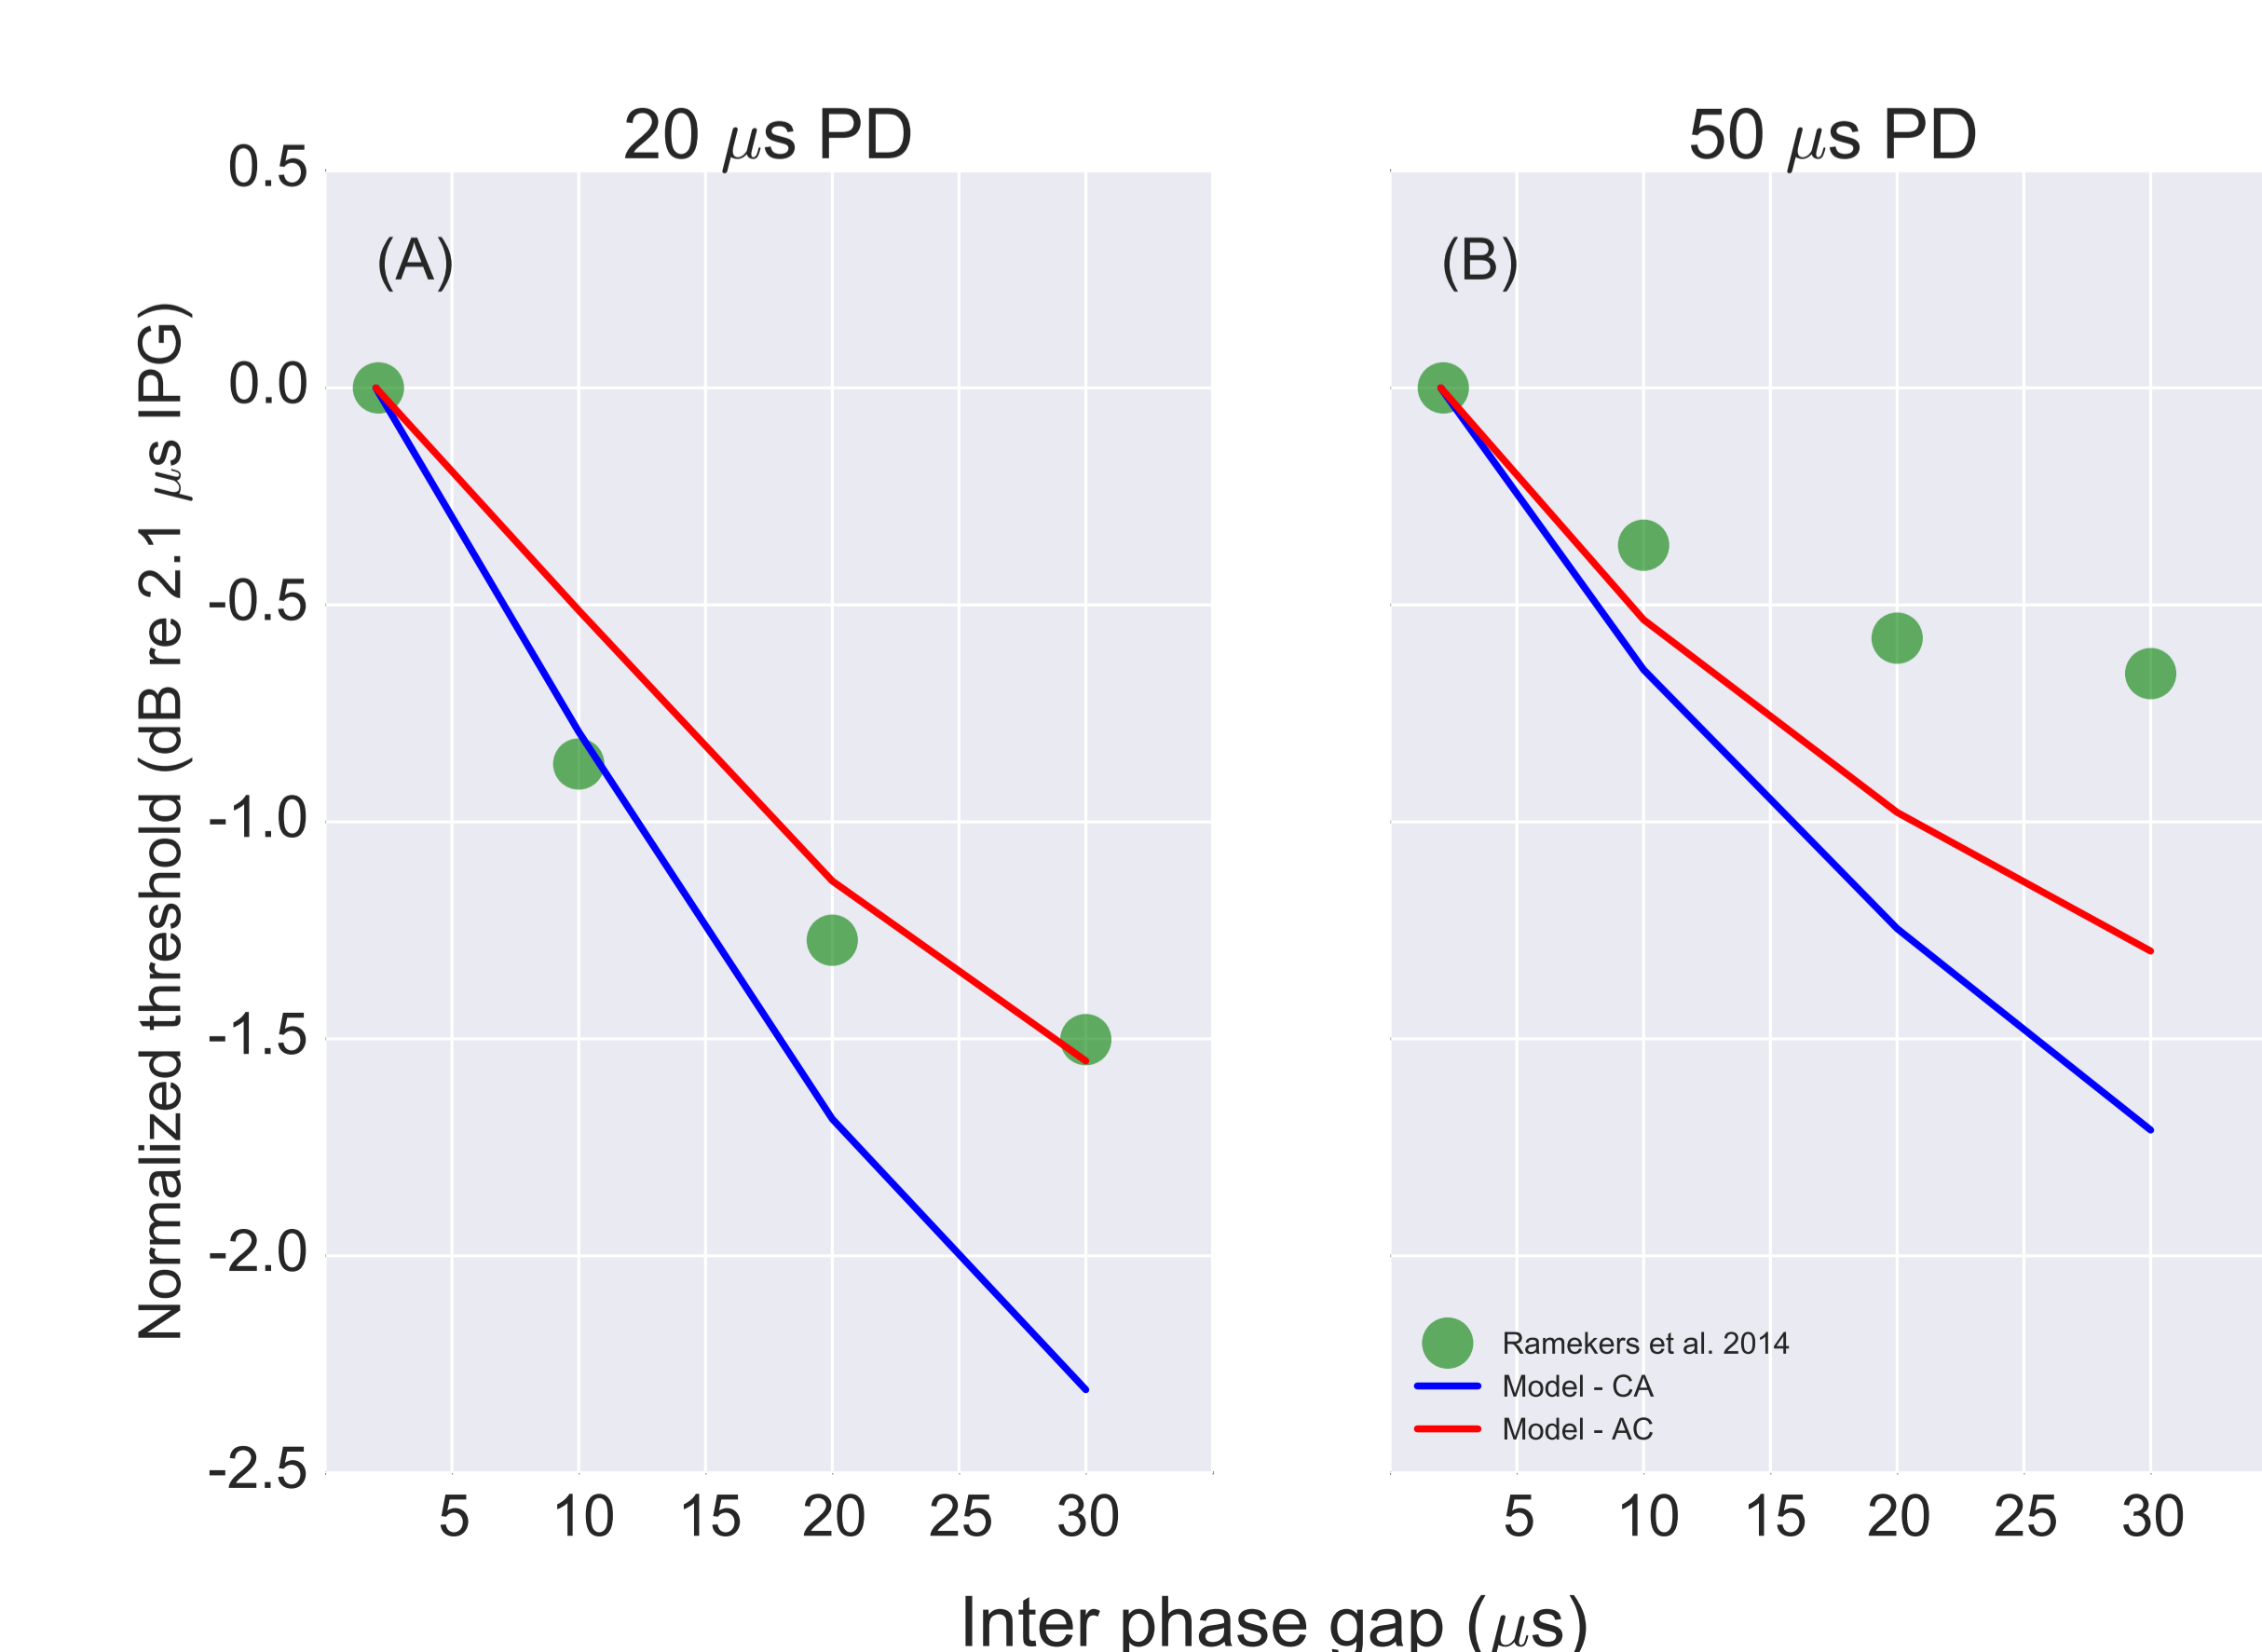 20 μs PD
50 μs PD
(A)
(B)
0.5
0.0
-0.5
-1.0
-1.5
-2.0
-2.5
Normalized threshold (dB re 2.1 μs IPG)
Ramekers et al. 2014
Model - CA
Model - AC
5 10 15 20 25 30
5 10 15 20 25 30
Inter phase gap (μs)